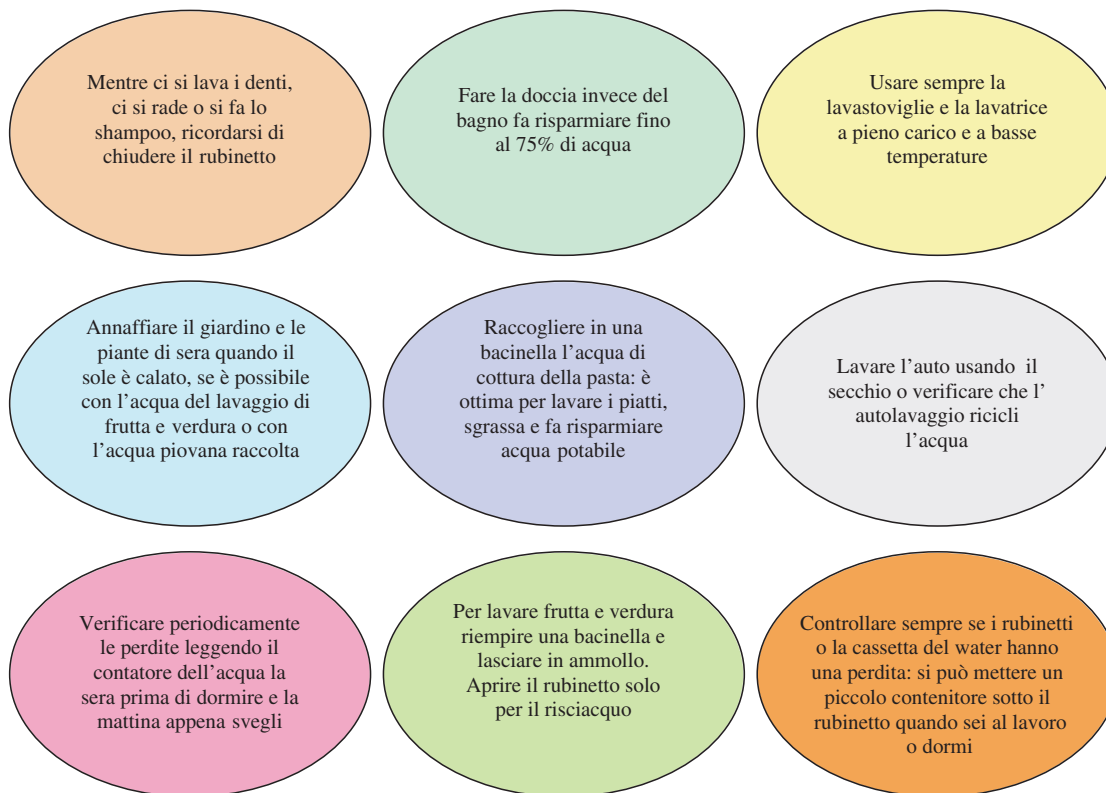 Mentre ci si lava i denti,
ci si rade o si fa lo
shampoo, ricordarsi di
chiudere il rubinetto
Fare la doccia invece del
bagno fa risparmiare fino
al 75% di acqua
Usare sempre la
lavastoviglie e la lavatrice
a pieno carico e a basse
temperature
Annaffiare il giardino e le
piante di sera quando il
sole è calato, se è possibile
con l’acqua del lavaggio di
frutta e verdura o con
l’acqua piovana raccolta
Raccogliere in una
bacinella l’acqua di
cottura della pasta: è
ottima per lavare i piatti,
sgrassa e fa risparmiare
acqua potabile
Lavare l’auto usando il
secchio o verificare che l’
autolavaggio ricicli
l’acqua
Verificare periodicamente
le perdite leggendo il
contatore dell’acqua la
sera prima di dormire e la
mattina appena svegli
Per lavare frutta e verdura
riempire una bacinella e
lasciare in ammollo.
Aprire il rubinetto solo
per il risciacquo
Controllare sempre se i rubinetti
o la cassetta del water hanno
una perdita: si può mettere un
piccolo contenitore sotto il
rubinetto quando sei al lavoro
o dormi